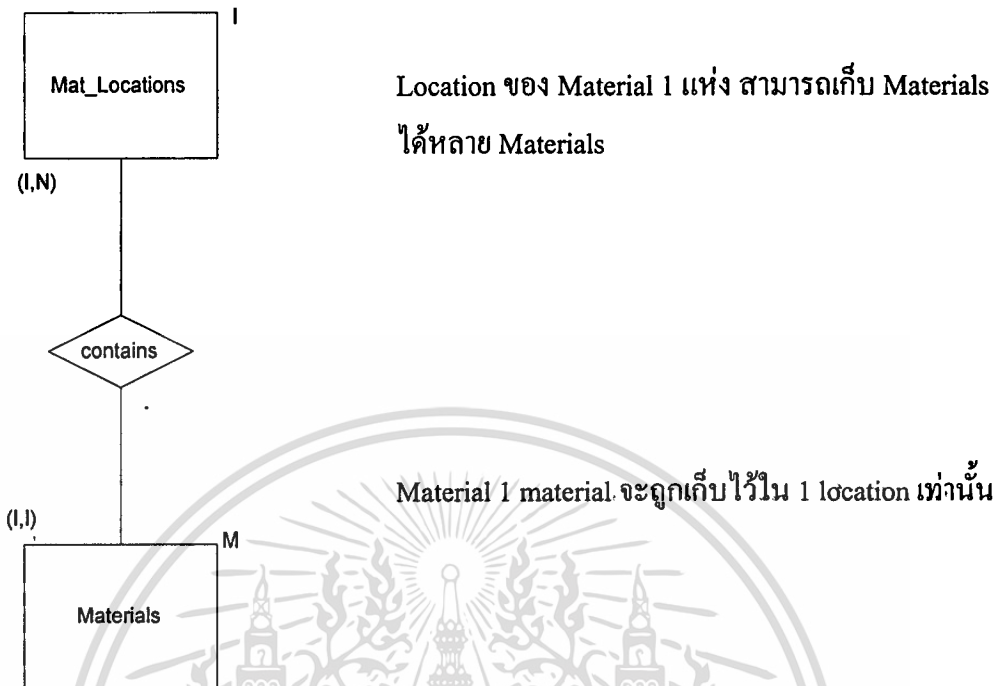 I
Mat_Locations
Location ของ Material 1 แห่ง สามารถเก็บ Materials
ได้หลาย Materials
(I,N)
contains
Material 1 material จะถูกเก็บไว้ใน 1 location เท่านั้น
(I,I)
M
Materials